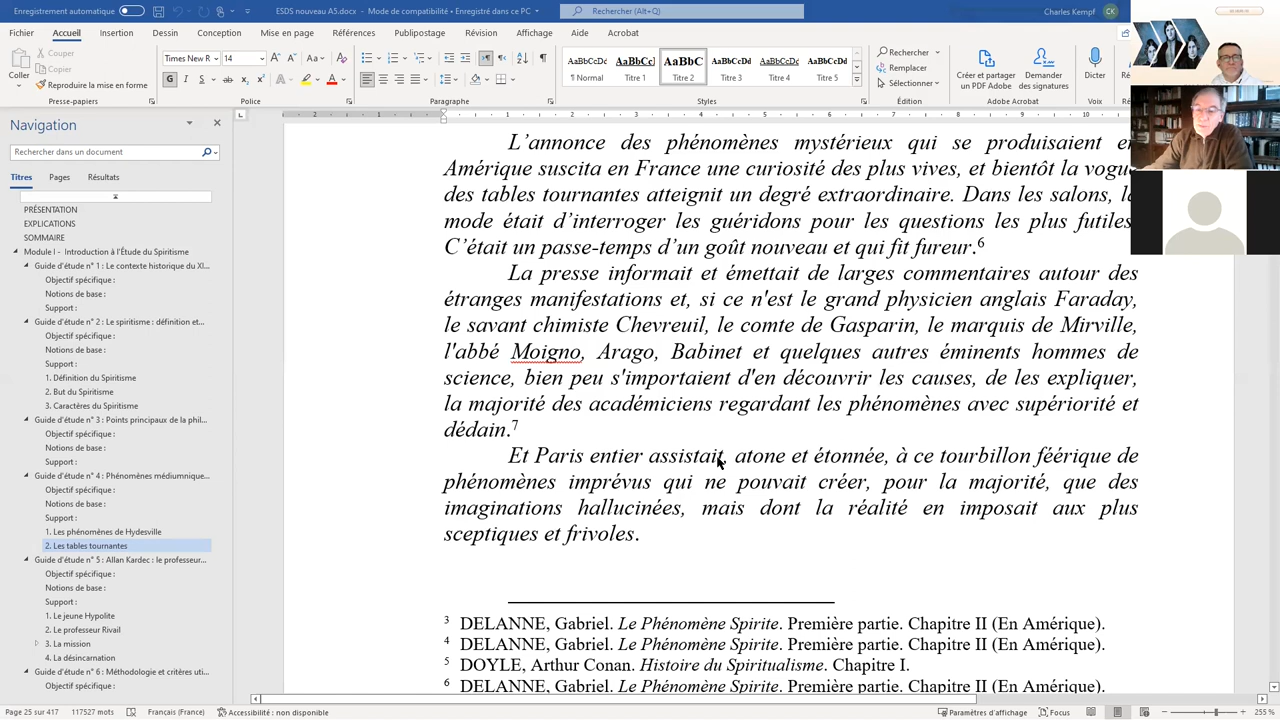 Enregistrement automatique
ESDS nouveau A5.docx - Mode de compatibilité • Enregistré dans ce PC
Rechercher (Alt+Q)
Charles Kempf
CK
Fichier Accueil Insertion Dessin Conception Mise en page Références Publipostage Révision Affichage Aide Acrobat
Coller
Couper
Copier
Reproduire la mise en forme
Presse-papiers
Times New R
14
G I S
Police
Paragraphe
AaBbCcDc ¶ Normal
AaBbCc Titre 1
AaBbC Titre 2
AaBbCcDd Titre 3
AaBbCcDc Titre 4
AaBbCcDc Titre 5
Styles
Rechercher
Remplacer
Sélectionner
Édition
Créer et partager un PDF Adobe
Demander des signatures
Adobe Acrobat
Dicter
Voix
Navigation
Rechercher dans un document
Titres Pages Résultats
PRÉSENTATION
EXPLICATIONS
SOMMAIRE
Module I - Introduction à l'Étude du Spiritisme
Guide d'étude n° 1 : Le contexte historique du XI...
Objectif spécifique :
Notions de base :
Support :
Guide d'étude n° 2 : Le spiritisme : définition et...
Objectif spécifique :
Notions de base :
Support :
1. Définition du Spiritisme
2. But du Spiritisme
3. Caractères du Spiritisme
Guide d'étude n° 3 : Points principaux de la phil...
Objectif spécifique :
Notions de base :
Support :
Guide d'étude n° 4 : Phénomènes médiumnique...
Objectif spécifique :
Notions de base :
Support :
1. Les phénomènes de Hydesville
2. Les tables tournantes
Guide d'étude n° 5 : Allan Kardec : le professeur...
Objectif spécifique :
Notions de base :
Support :
1. Le jeune Hypolite
2. Le professeur Rivail
3. La mission
4. La désincarnation
Guide d'étude n° 6 : Méthodologie et critères uti...
Objectif spécifique :
L'annonce des phénomènes mystérieux qui se produisaient en
Amérique suscita en France une curiosité des plus vives, et bientôt la vogue
des tables tournantes atteignit un degré extraordinaire. Dans les salons, la
mode était d'interroger les guéridons pour les questions les plus futiles.
C'était un passe-temps d'un goût nouveau et qui fit fureur.6
La presse informait et émettait de larges commentaires autour des
étranges manifestations et, si ce n'est le grand physicien anglais Faraday,
le savant chimiste Chevreuil, le comte de Gasparin, le marquis de Mirville,
l'abbé Moigno, Arago, Babinet et quelques autres éminents hommes de
science, bien peu s'importaient d'en découvrir les causes, de les expliquer,
la majorité des académiciens regardant les phénomènes avec supériorité et
dédain.7
Et Paris entier assistait, atone et étonnée, à ce tourbillon féérique de
phénomènes imprévus qui ne pouvait créer, pour la majorité, que des
imaginations hallucinées, mais dont la réalité en imposait aux plus
sceptiques et frivoles.
3 DELANNE, Gabriel. Le Phénomène Spirite. Première partie. Chapitre II (En Amérique).
4 DELANNE, Gabriel. Le Phénomène Spirite. Première partie. Chapitre II (En Amérique).
5 DOYLE, Arthur Conan. Histoire du Spiritualisme. Chapitre I.
6 DELANNE, Gabriel. Le Phénomène Spirite. Première partie. Chapitre II (En Amérique).
Page 25 sur 417 117527 mots Français (France) Accessibilité : non disponible Paramètres d'affichage Focus 255 %